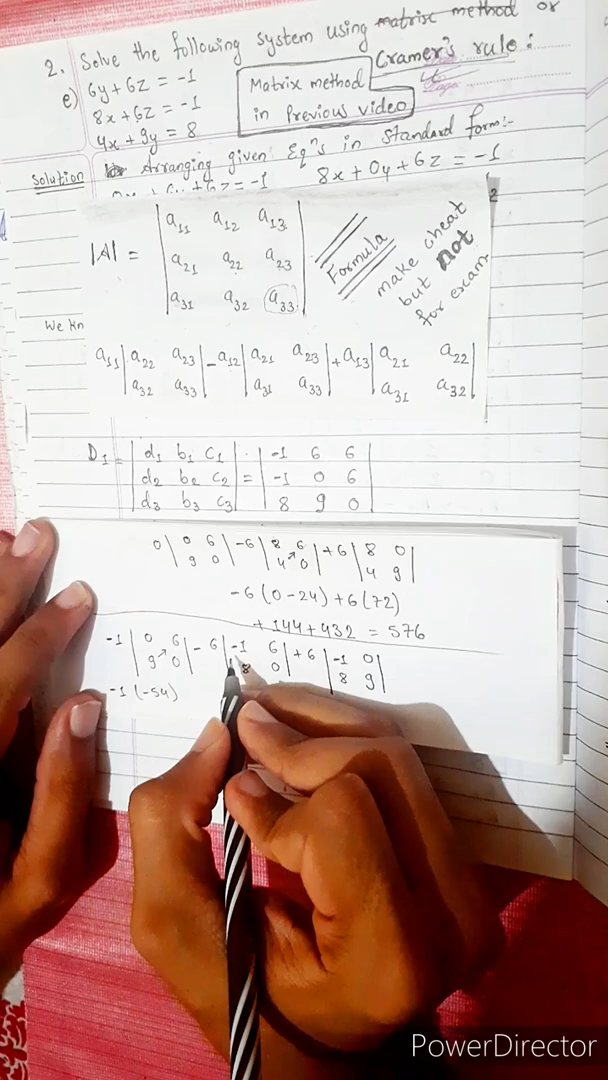 2. Solve the following system using matrix method or
Cramer's rule:
e) 6y + 6z = -1
8x + 6z = -1
4x + 9y = 8
Matrix method
in Previous video
Solution
Arranging given Eqns in standard form:-
8x + 0y + 6z = -1
|A| = | a11 a12 a13 |
| a21 a22 a23 |
| a31 a32 a33 |
Formula
make cheat
but not
for exam
We kn
a11 | a22 a23 | - a12 | a21 a23 | + a13 | a21 a22 |
| a32 a33 | | a31 a33 | | a31 a32 |
D1 = | d1 b1 c1 | = | -1 6 6 |
| d2 b2 c2 | | -1 0 6 |
| d3 b3 c3 | | 8 9 0 |
0 | 0 6 | -6 | 8 6 | +6 | 8 0 |
| 9 0 | | 4 0 | | 4 9 |
-6(0-24)+6(72)
+144+432 = 576
-1 | 0 6 | -6 | -1 6 | +6 | -1 0 |
| 9 0 | | 8 0 | | 8 9 |
-1(-54)
PowerDirector